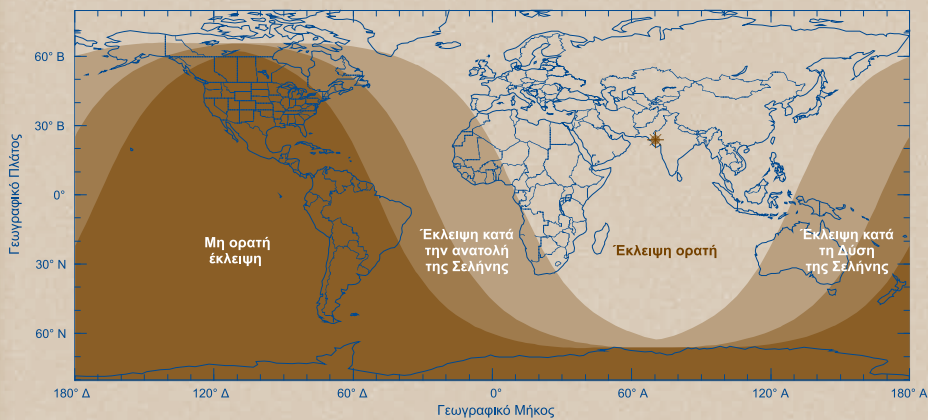 60° Β
30° Β
0°
30° Ν
60° Ν
Γεωγραφικό Πλάτος
Μη ορατή
έκλειψη
Έκλειψη κατά
την ανατολή
της Σελήνης
Έκλειψη ορατή
Έκλειψη κατά
τη Δύση
της Σελήνης
180° Δ
120° Δ
60° Δ
0°
60° Α
120° Α
180° Α
Γεωγραφικό Μήκος